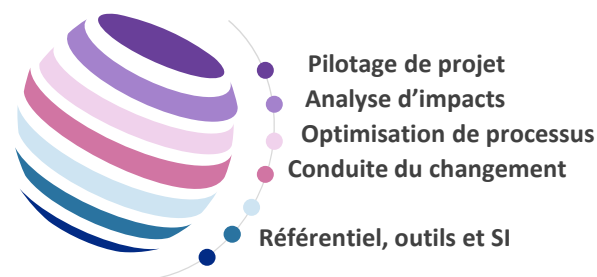 Pilotage de projet
Analyse d’impacts
Optimisation de processus
Conduite du changement
Référentiel, outils et SI